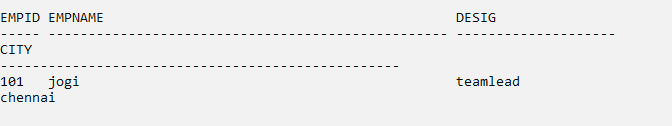 EMPID EMPNAME                                            DESIG
----- -------------------------------------------------- --------------------
CITY
--------------------------------------------------
101   jogi                                               teamlead
chennai